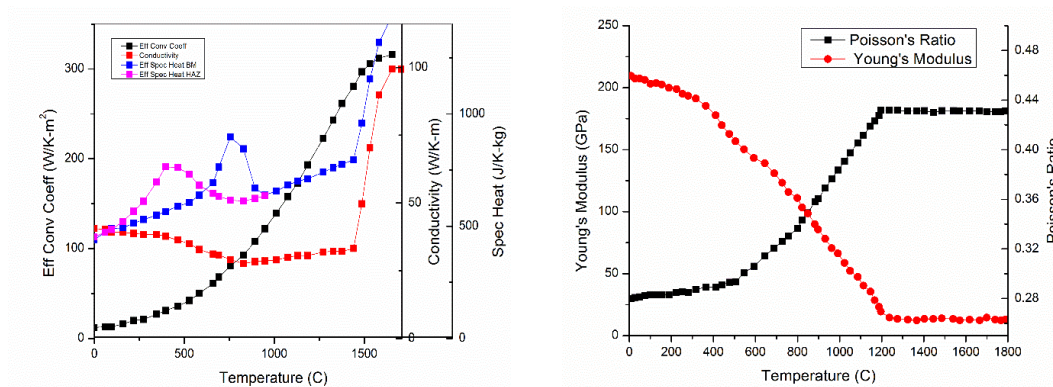 Eff Conv Coeff
Conductivity
Eff Spec Heat BM
Eff Spec Heat HAZ
Eff Conv Coeff (W/K-m²)
300
200
100
0
0 500 1000 1500
Temperature (C)
100
50
0
Conductivity (W/K-m)
1000
500
0
Spec Heat (J/K-kg)
Poisson's Ratio
Young's Modulus
Young's Modulus (GPa)
250
200
150
100
50
0
0 200 400 600 800 1000 1200 1400 1600 1800
Temperature (C)
0.48
0.44
0.40
0.36
0.32
0.28
Poisson's Ratio